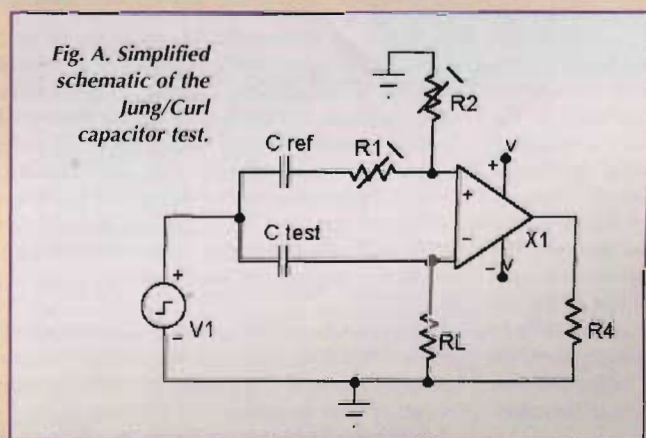 Fig. A. Simplified
schematic of the
Jung/Curl
capacitor test.
R2
C ref
R1
V
+
+
C test
-
X1
-
V
+
V1
-
RL
R4